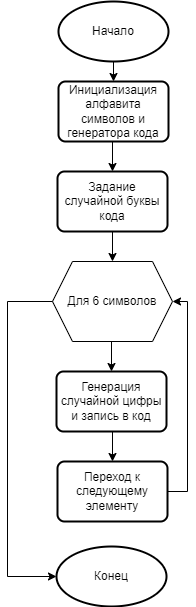 Начало
Инициализация
алфавита
символов и
генератора кода
Задание
случайной буквы
кода
Для 6 символов
Генерация
случайной цифры
и запись в код
Переход к
следующему
элементу
Конец